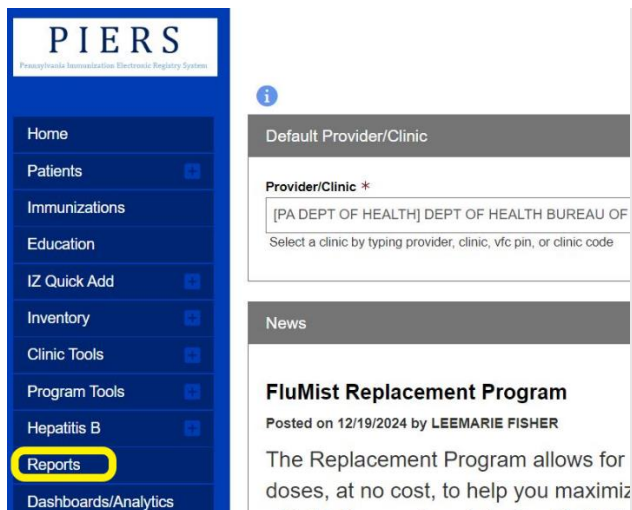 PIERS
Pennsylvania Immunization Electronic Registry System
Home
Patients
Immunizations
Education
IZ Quick Add
Inventory
Clinic Tools
Program Tools
Hepatitis B
Reports
Dashboards/Analytics
Default Provider/Clinic
Provider/Clinic *
[PA DEPT OF HEALTH] DEPT OF HEALTH BUREAU OF
Select a clinic by typing provider, clinic, vfc pin, or clinic code
News
FluMist Replacement Program
Posted on 12/19/2024 by LEEMARIE FISHER
The Replacement Program allows for
doses, at no cost, to help you maximiz